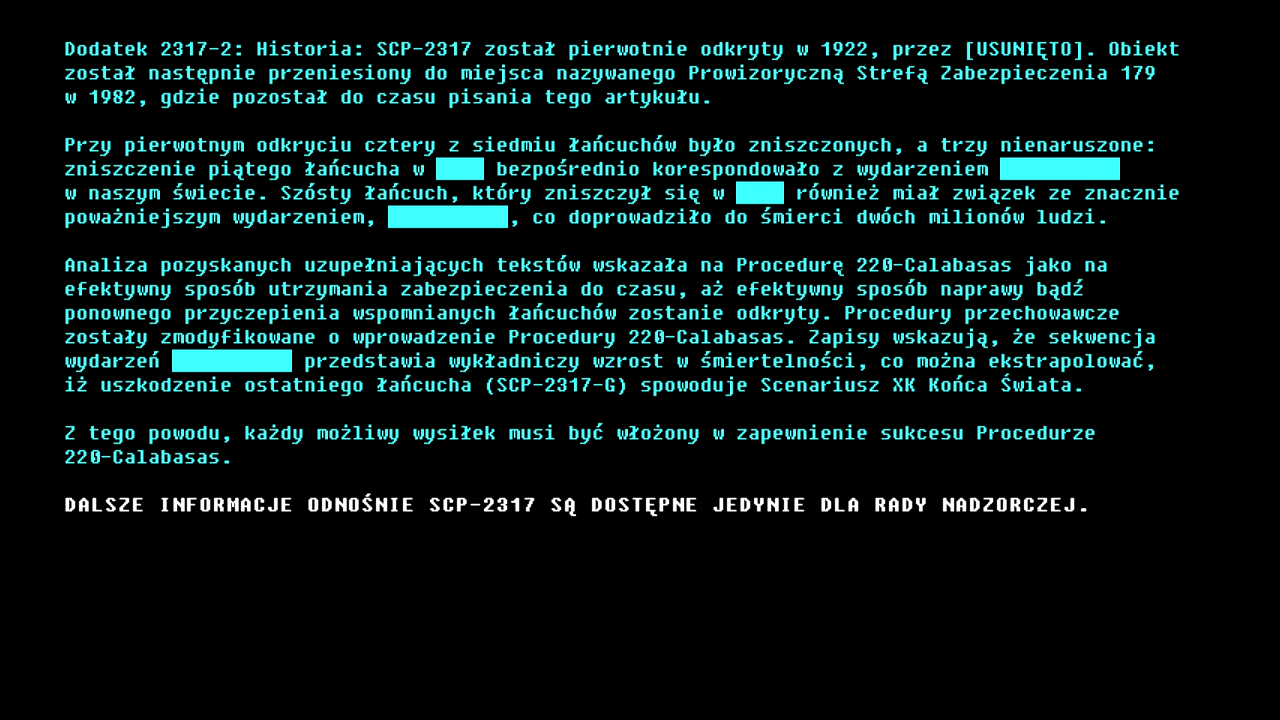 Dodatek 2317-2: Historia: SCP-2317 został pierwotnie odkryty w 1922, przez [USUNIĘTO]. Obiekt
został następnie przeniesiony do miejsca nazywanego Prowizoryczną Strefą Zabezpieczenia 179
w 1982, gdzie pozostał do czasu pisania tego artykułu.
Przy pierwotnym odkryciu cztery z siedmiu łańcuchów było zniszczonych, a trzy nienaruszone:
zniszczenie piątego łańcucha w ████ bezpośrednio korespondowało z wydarzeniem ██████████
w naszym świecie. Szósty łańcuch, który zniszczył się w ████ również miał związek ze znacznie
poważniejszym wydarzeniem, ██████████, co doprowadziło do śmierci dwóch milionów ludzi.
Analiza pozyskanych uzupełniających tekstów wskazała na Procedurę 220-Calabasas jako na
efektywny sposób utrzymania zabezpieczenia do czasu, aż efektywny sposób naprawy bądź
ponownego przyczepienia wspomnianych łańcuchów zostanie odkryty. Procedury przechowawcze
zostały zmodyfikowane o wprowadzenie Procedury 220-Calabasas. Zapisy wskazują, że sekwencja
wydarzeń ██████████ przedstawia wykładniczy wzrost w śmiertelności, co można ekstrapolować,
iż uszkodzenie ostatniego łańcucha (SCP-2317-G) spowoduje Scenariusz XK Końca Świata.
Z tego powodu, każdy możliwy wysiłek musi być włożony w zapewnienie sukcesu Procedurze
220-Calabasas.
DALSZE INFORMACJE ODNOŚNIE SCP-2317 SĄ DOSTĘPNE JEDYNIE DLA RADY NADZORCZEJ.